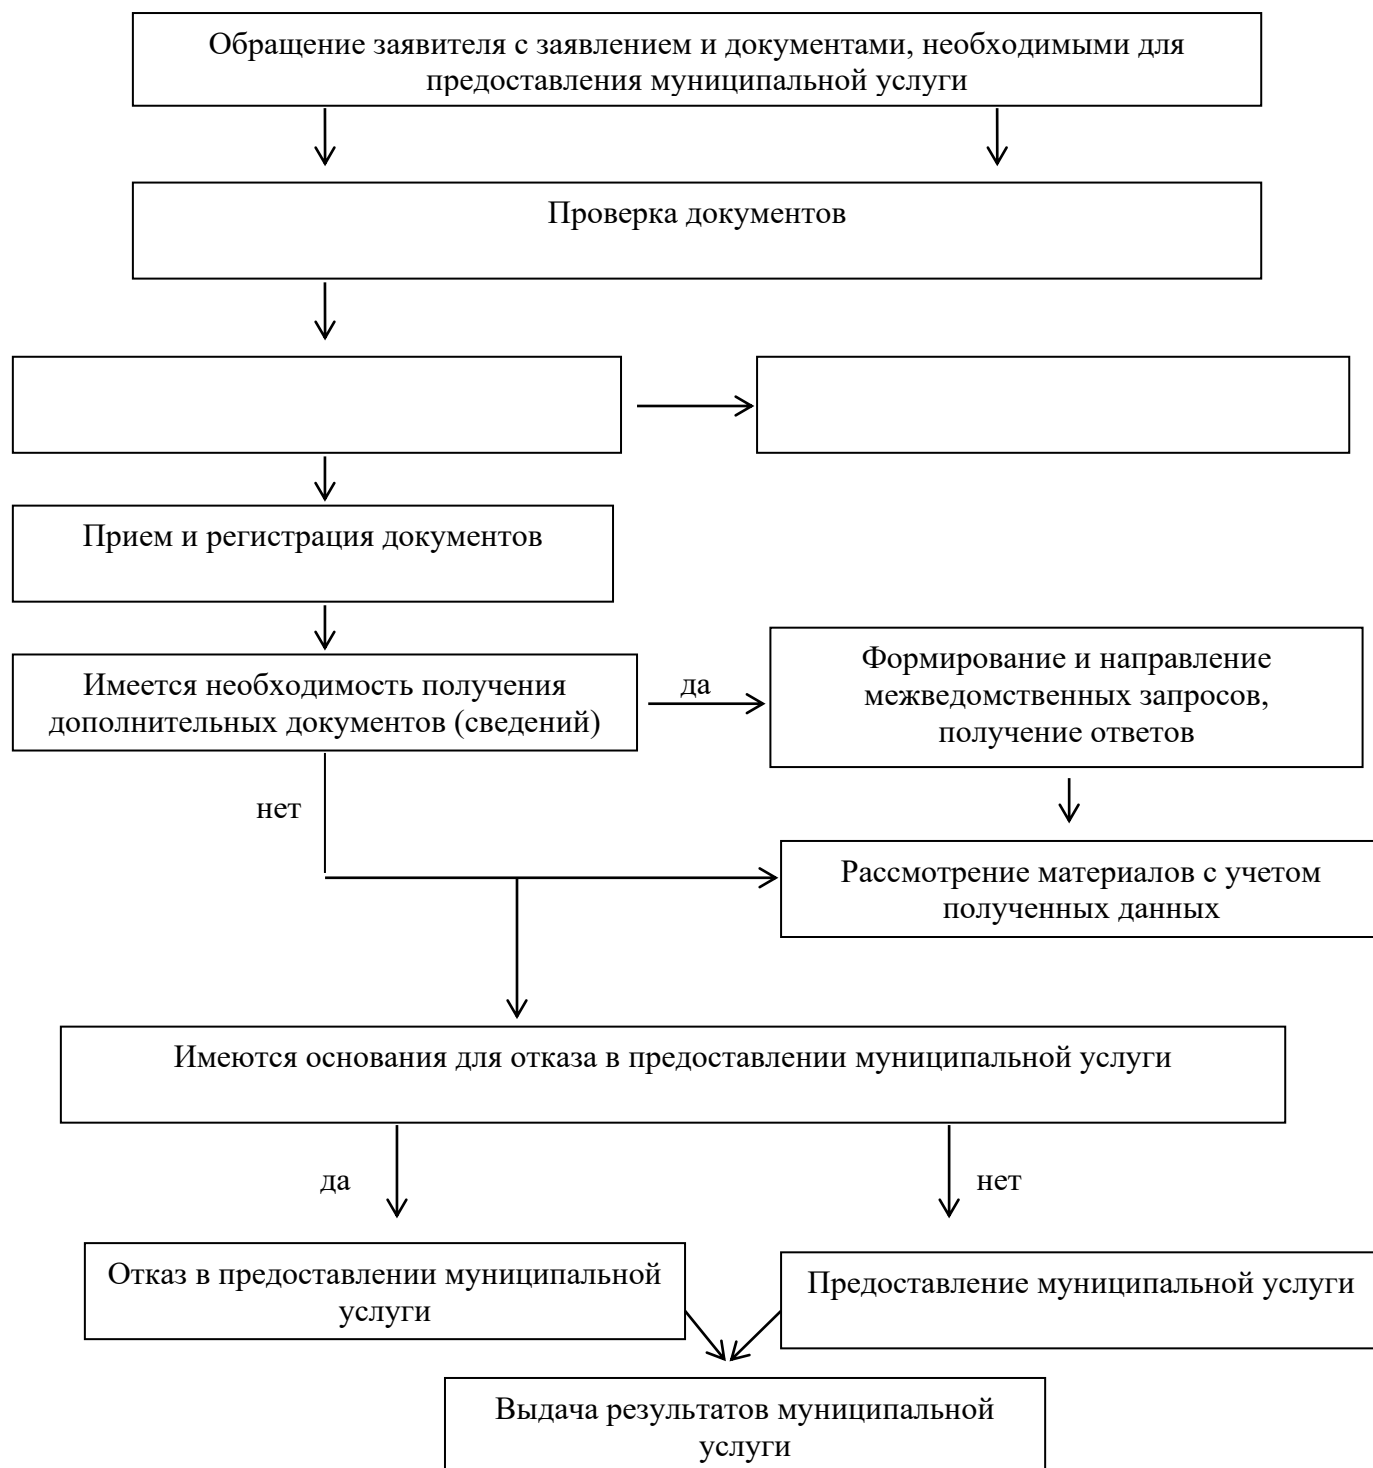 Обращение заявителя с заявлением и документами, необходимыми для
предоставления муниципальной услуги
Проверка документов
Прием и регистрация документов
Имеется необходимость получения
дополнительных документов (сведений)
да
Формирование и направление
межведомственных запросов,
получение ответов
нет
Рассмотрение материалов с учетом
полученных данных
Имеются основания для отказа в предоставлении муниципальной услуги
да
нет
Отказ в предоставлении муниципальной
услуги
Предоставление муниципальной услуги
Выдача результатов муниципальной
услуги